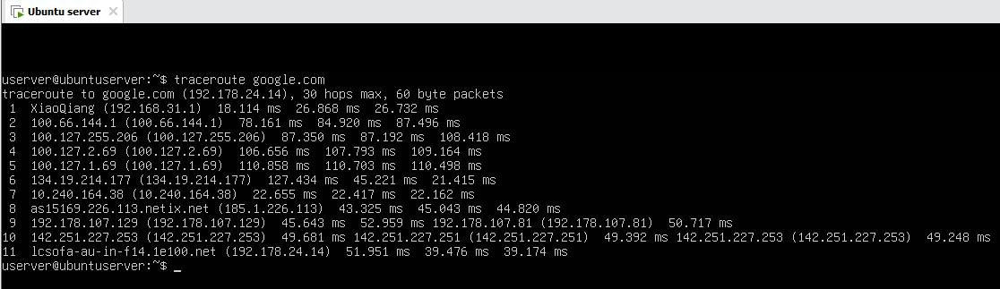 Ubuntu server
userver@ubuntuserver:~$ traceroute google.com
traceroute to google.com (192.178.24.14), 30 hops max, 60 byte packets
 1  XiaoQiang (192.168.31.1)  18.114 ms  26.868 ms  26.732 ms
 2  100.66.144.1 (100.66.144.1)  78.161 ms  84.920 ms  87.496 ms
 3  100.127.255.206 (100.127.255.206)  87.350 ms  87.192 ms  108.418 ms
 4  100.127.2.69 (100.127.2.69)  106.656 ms  107.793 ms  109.164 ms
 5  100.127.1.69 (100.127.1.69)  110.858 ms  110.703 ms  110.498 ms
 6  134.19.214.177 (134.19.214.177)  127.434 ms  45.221 ms  21.415 ms
 7  10.240.164.38 (10.240.164.38)  22.655 ms  22.417 ms  22.162 ms
 8  as15169.226.113.netix.net (185.1.226.113)  43.325 ms  45.043 ms  44.820 ms
 9  192.178.107.129 (192.178.107.129)  45.643 ms  52.959 ms 192.178.107.81 (192.178.107.81)  50.717 ms
10  142.251.227.253 (142.251.227.253)  49.681 ms 142.251.227.251 (142.251.227.251)  49.392 ms 142.251.227.253 (142.251.227.253)  49.248 ms
11  lcsofa-au-in-f14.1e100.net (192.178.24.14)  51.951 ms  39.476 ms  39.174 ms
userver@ubuntuserver:~$ _